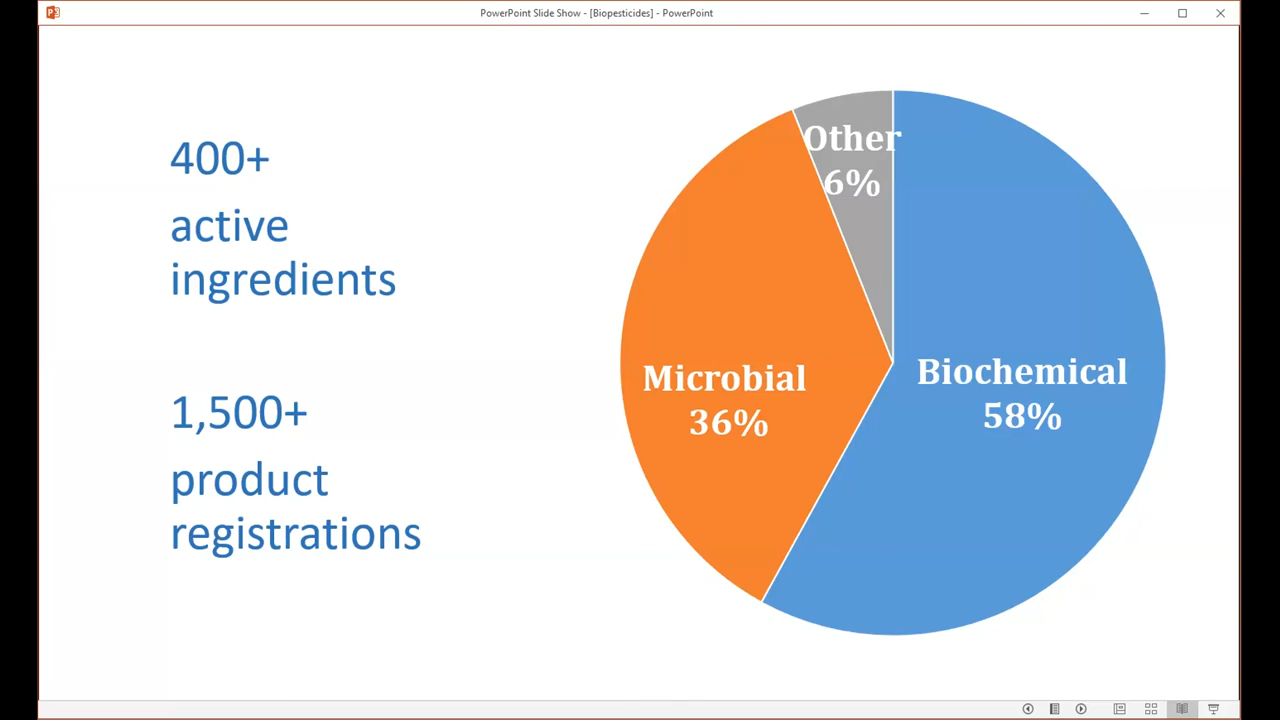 PowerPoint Slide Show - [Biopesticides] - PowerPoint
400+
active
ingredients
1,500+
product
registrations
Other
6%
Microbial
36%
Biochemical
58%